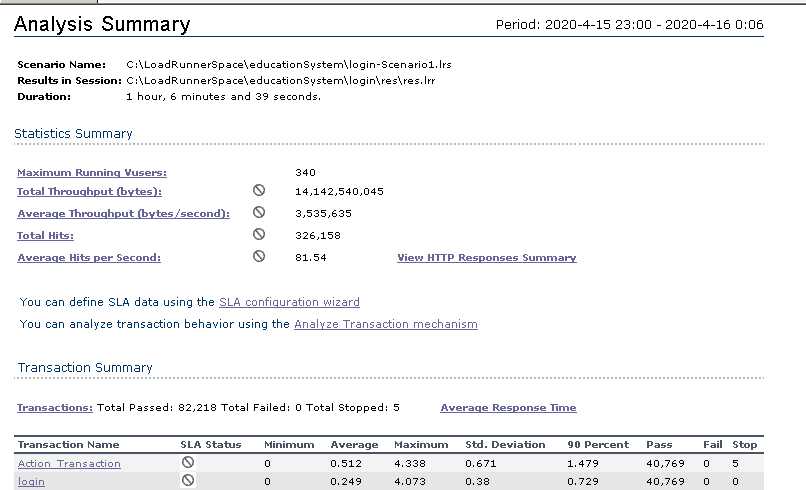 Analysis Summary Period: 2020-4-15 23:00 - 2020-4-16 0:06
Scenario Name: C:\LoadRunnerSpace\educationSystem\login-Scenario1.lrs
Results in Session: C:\LoadRunnerSpace\educationSystem\login\res\res.lrr
Duration: 1 hour, 6 minutes and 39 seconds.
Statistics Summary
Maximum Running Vusers: 340
Total Throughput (bytes): 14,142,540,045
Average Throughput (bytes/second): 3,535,635
Total Hits: 326,158
Average Hits per Second: 81.54 View HTTP Responses Summary
You can define SLA data using the SLA configuration wizard
You can analyze transaction behavior using the Analyze Transaction mechanism
Transaction Summary
Transactions: Total Passed: 82,218 Total Failed: 0 Total Stopped: 5 Average Response Time
Transaction Name SLA Status Minimum Average Maximum Std. Deviation 90 Percent Pass Fail Stop
Action_Transaction 0 0.512 4.338 0.671 1.479 40,769 0 5
login 0 0.249 4.073 0.38 0.729 40,769 0 0